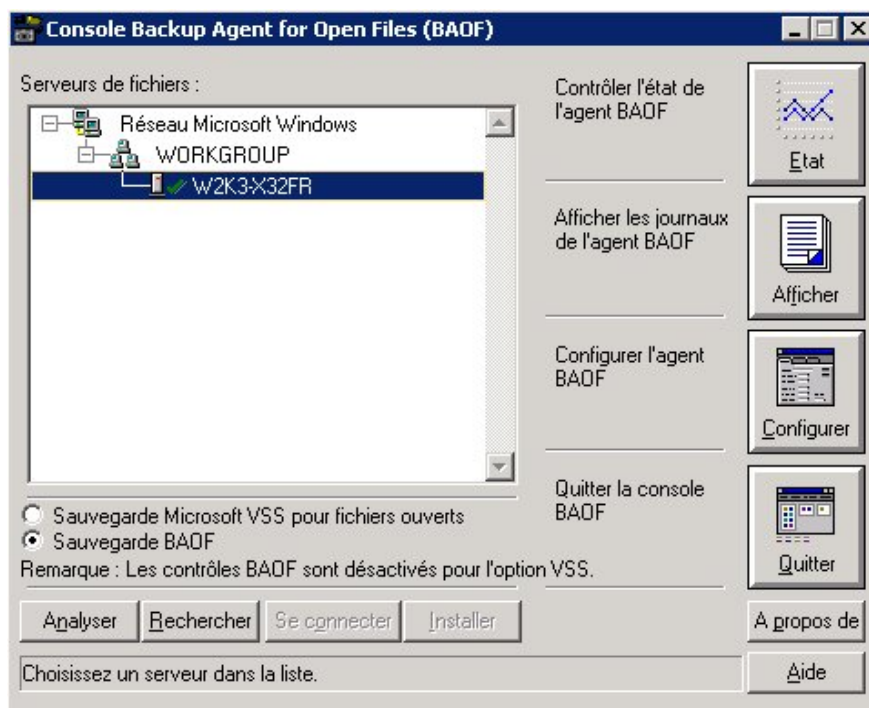 Console Backup Agent for Open Files (BAOF)
Serveurs de fichiers :
Réseau Microsoft Windows
WORKGROUP
W2K3-X32FR
Contrôler l'état de
l'agent BAOF
Etat
Afficher les journaux
de l'agent BAOF
Afficher
Configurer l'agent
BAOF
Configurer
Quitter la console
BAOF
Quitter
Sauvegarde Microsoft VSS pour fichiers ouverts
Sauvegarde BAOF
Remarque : Les contrôles BAOF sont désactivés pour l'option VSS.
Analyser
Rechercher
Se connecter
Installer
A propos de
Choisissez un serveur dans la liste.
Aide